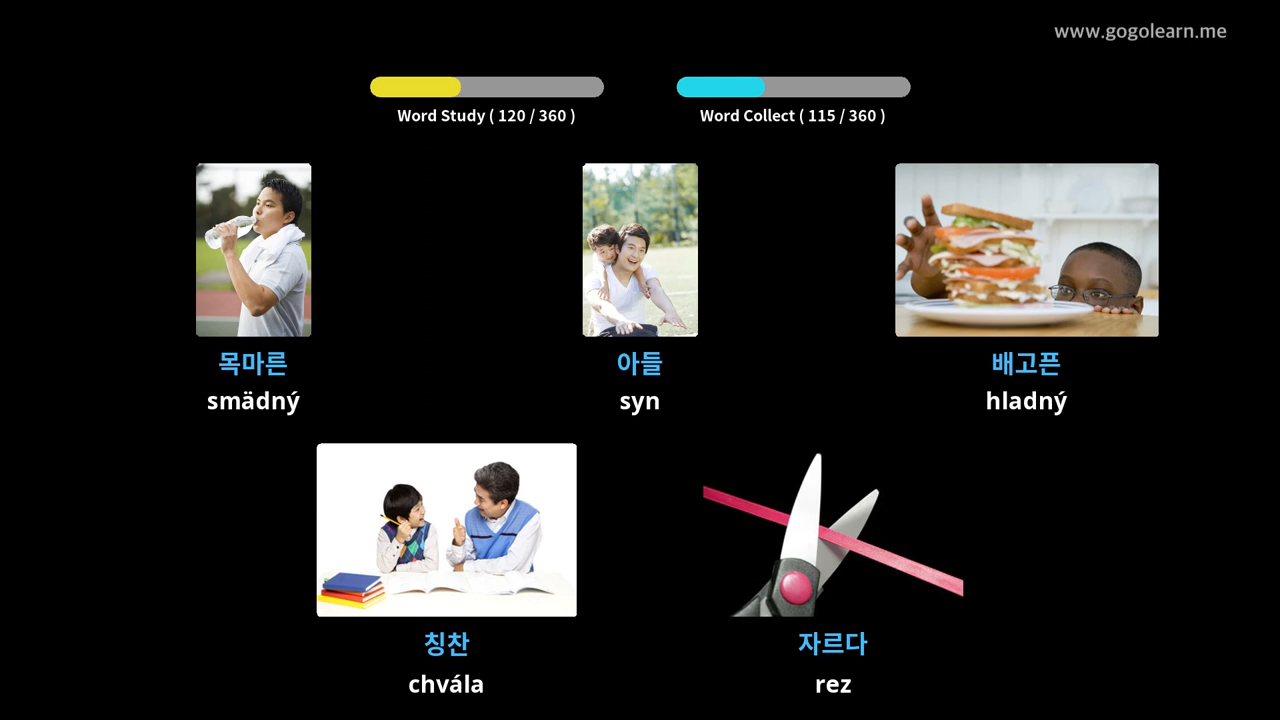 www.gogolearn.me
Word Study ( 120 / 360 )
Word Collect ( 115 / 360 )
목마른
smädný
아들
syn
배고픈
hladný
칭찬
chvála
자르다
rez